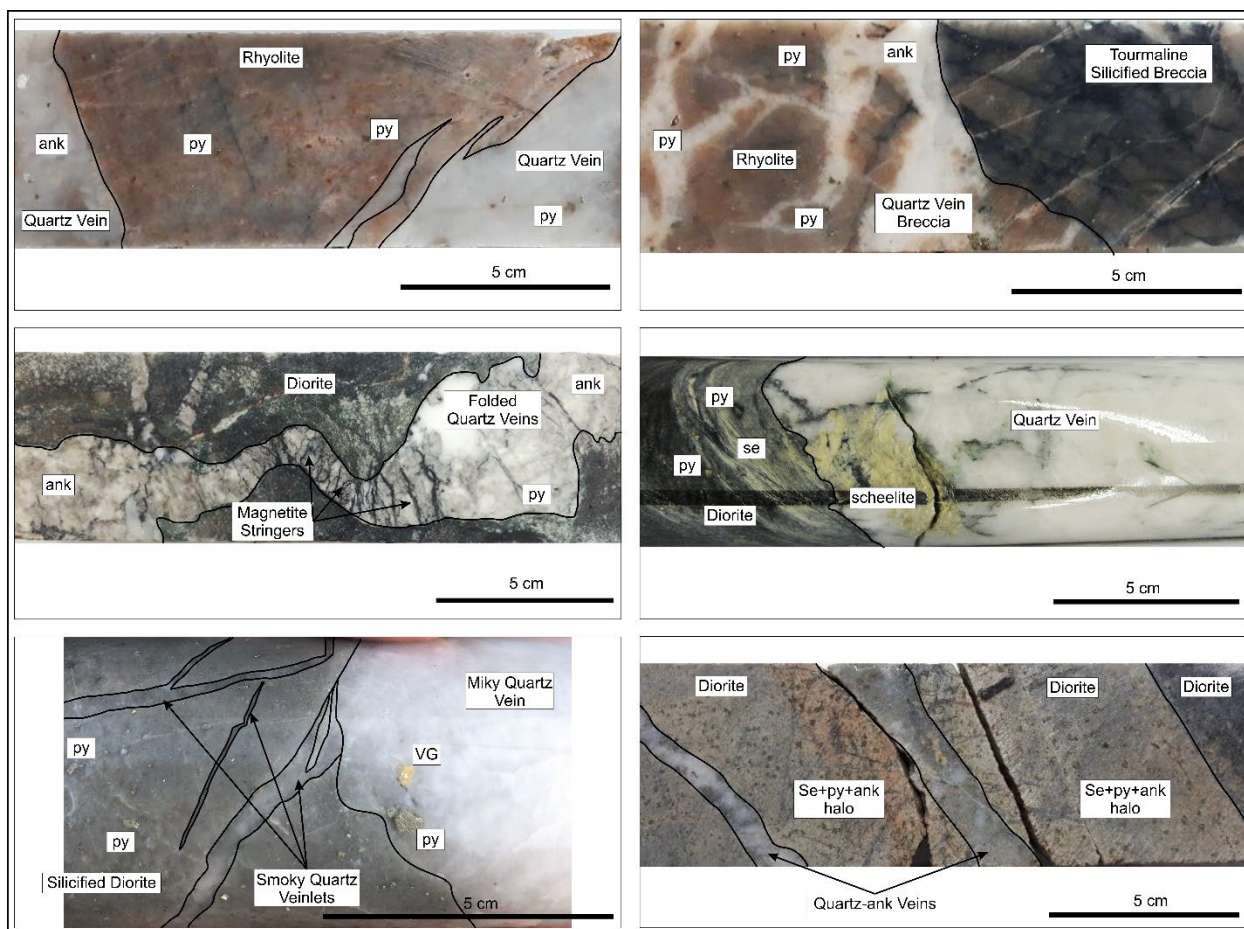 Rhyolite
py
py
ank
Quartz Vein
Quartz Vein
py
5 cm
py
ank
Tourmaline
Silicified Breccia
py
Rhyolite
py
Quartz Vein
Breccia
5 cm
Diorite
ank
Folded
Quartz Veins
ank
py
Magnetite
Stringers
5 cm
py
Quartz Vein
se
py
scheelite
Diorite
5 cm
Miky Quartz
Vein
py
VG
py
py
Silicified Diorite
Smoky Quartz
Veinlets
5 cm
Diorite
Diorite
Diorite
Se+py+ank
halo
Se+py+ank
halo
Quartz-ank Veins
5 cm